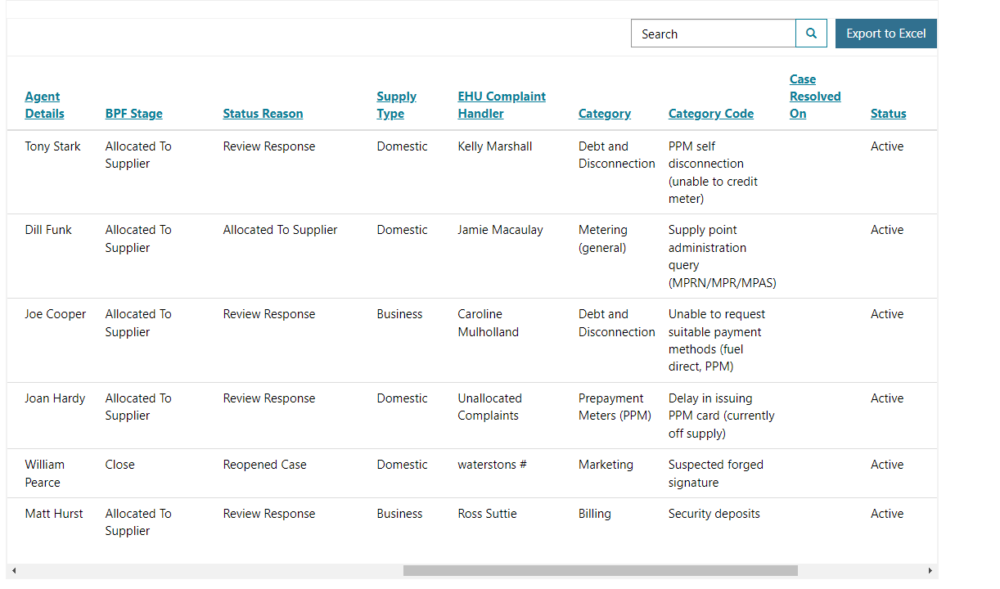 Search
Export to Excel
Agent Details
BPF Stage
Status Reason
Supply Type
EHU Complaint Handler
Category
Category Code
Case Resolved On
Status
Tony Stark
Allocated To
Supplier
Review Response
Domestic
Kelly Marshall
Debt and
Disconnection
PPM self
disconnection
(unable to credit
meter)
Active
Dill Funk
Allocated To
Supplier
Allocated To Supplier
Domestic
Jamie Macaulay
Metering
(general)
Supply point
administration
query
(MPRN/MPR/MPAS)
Active
Joe Cooper
Allocated To
Supplier
Review Response
Business
Caroline
Mulholland
Debt and
Disconnection
Unable to request
suitable payment
methods (fuel
direct, PPM)
Active
Joan Hardy
Allocated To
Supplier
Review Response
Domestic
Unallocated
Complaints
Prepayment
Meters (PPM)
Delay in issuing
PPM card (currently
off supply)
Active
William
Pearce
Close
Reopened Case
Domestic
waterstons #
Marketing
Suspected forged
signature
Active
Matt Hurst
Allocated To
Supplier
Review Response
Business
Ross Suttie
Billing
Security deposits
Active